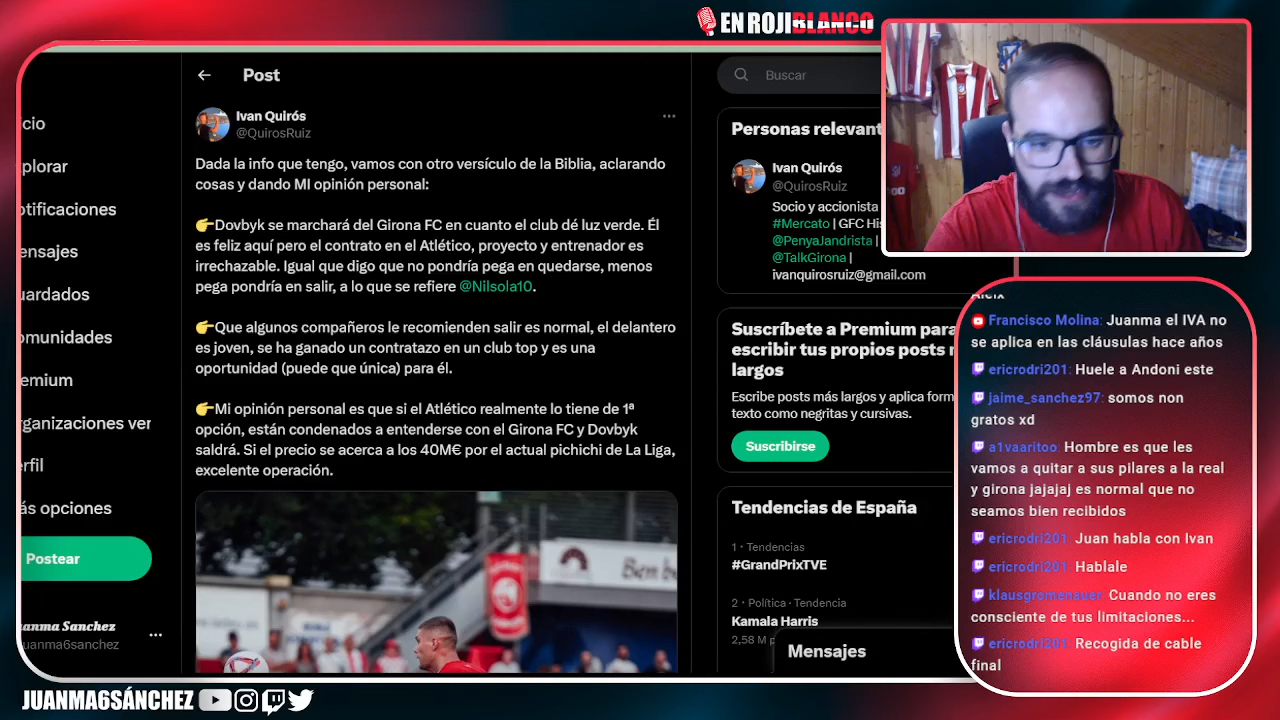 EN ROJIBLANCO
cio
plorar
otificaciones
ensajes
uardados
omunidades
emium
rganizaciones ver
rfil
ás opciones
Postear
uanma Sanchez
uanma6sanchez
Post
Ivan Quirós
@QuirosRuiz
Dada la info que tengo, vamos con otro versículo de la Biblia, aclarando
cosas y dando MI opinión personal:
👉Dovbyk se marchará del Girona FC en cuanto el club dé luz verde. Él
es feliz aquí pero el contrato en el Atlético, proyecto y entrenador es
irrechazable. Igual que digo que no pondría pega en quedarse, menos
pega pondría en salir, a lo que se refiere @Nilsola10.
👉Que algunos compañeros le recomienden salir es normal, el delantero
es joven, se ha ganado un contratazo en un club top y es una
oportunidad (puede que única) para él.
👉Mi opinión personal es que si el Atlético realmente lo tiene de 1ª
opción, están condenados a entenderse con el Girona FC y Dovbyk
saldrá. Si el precio se acerca a los 40M€ por el actual pichichi de La Liga,
excelente operación.
Ben b
Buscar
Personas relevant
Ivan Quirós
@QuirosRuiz
Socio y accionista
#Mercato | GFC His
@PenyaJandrista |
@TalkGirona |
ivanquirosruiz@gmail.com
Suscríbete a Premium para
escribir tus propios posts
largos
Escribe posts más largos y aplica form
texto como negritas y cursivas.
Suscribirse
Tendencias de España
1 · Tendencias
#GrandPrixTVE
2 · Política · Tendencia
Kamala Harris
2,58 M p
Mensajes
Aleix
Francisco Molina: Juanma el IVA no
se aplica en las cláusulas hace años
ericrodri201: Huele a Andoni este
jaime_sanchez97: somos non
gratos xd
a1vaaritoo: Hombre es que les
vamos a quitar a sus pilares a la real
y girona jajajaj es normal que no
seamos bien recibidos
ericrodri201: Juan habla con Ivan
ericrodri201: Hablale
klausgromenauer: Cuando no eres
consciente de tus limitaciones...
ericrodri201: Recogida de cable
final
JUANMA6SÁNCHEZ